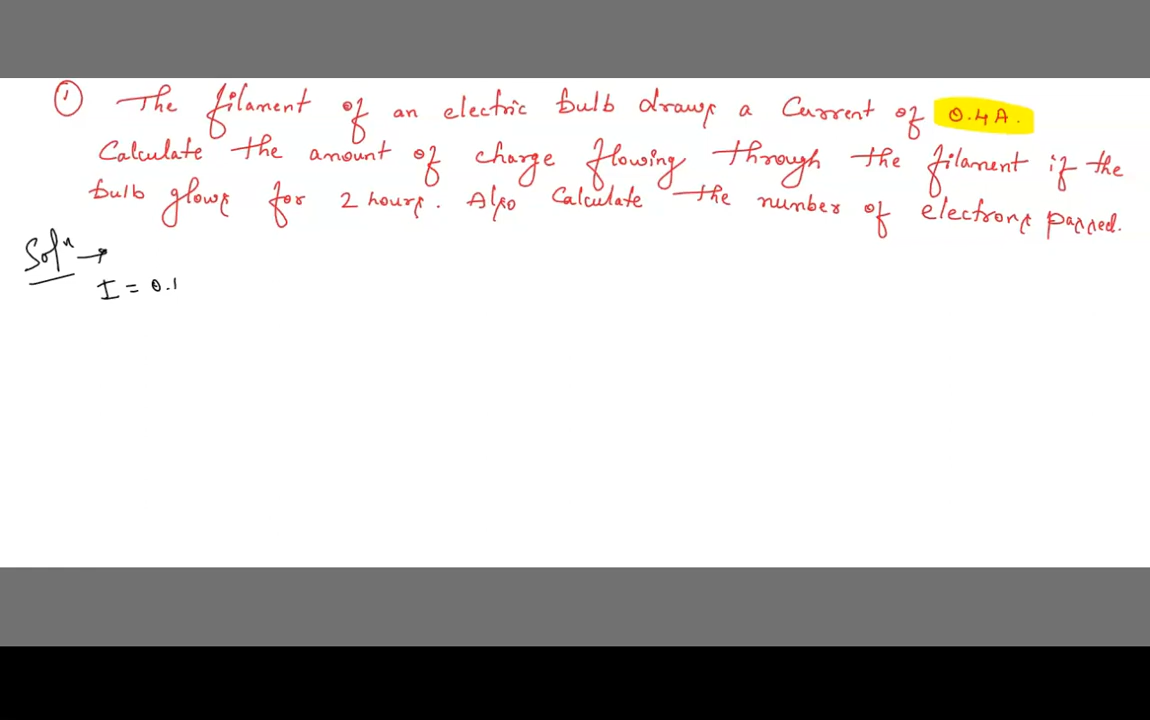 ① The filament of an electric bulb draws a Current of 0.4A.
Calculate the amount of charge flowing through the filament if the
bulb glows for 2 hours. Also Calculate the number of electrons passed.
Solⁿ →
I = 0.1